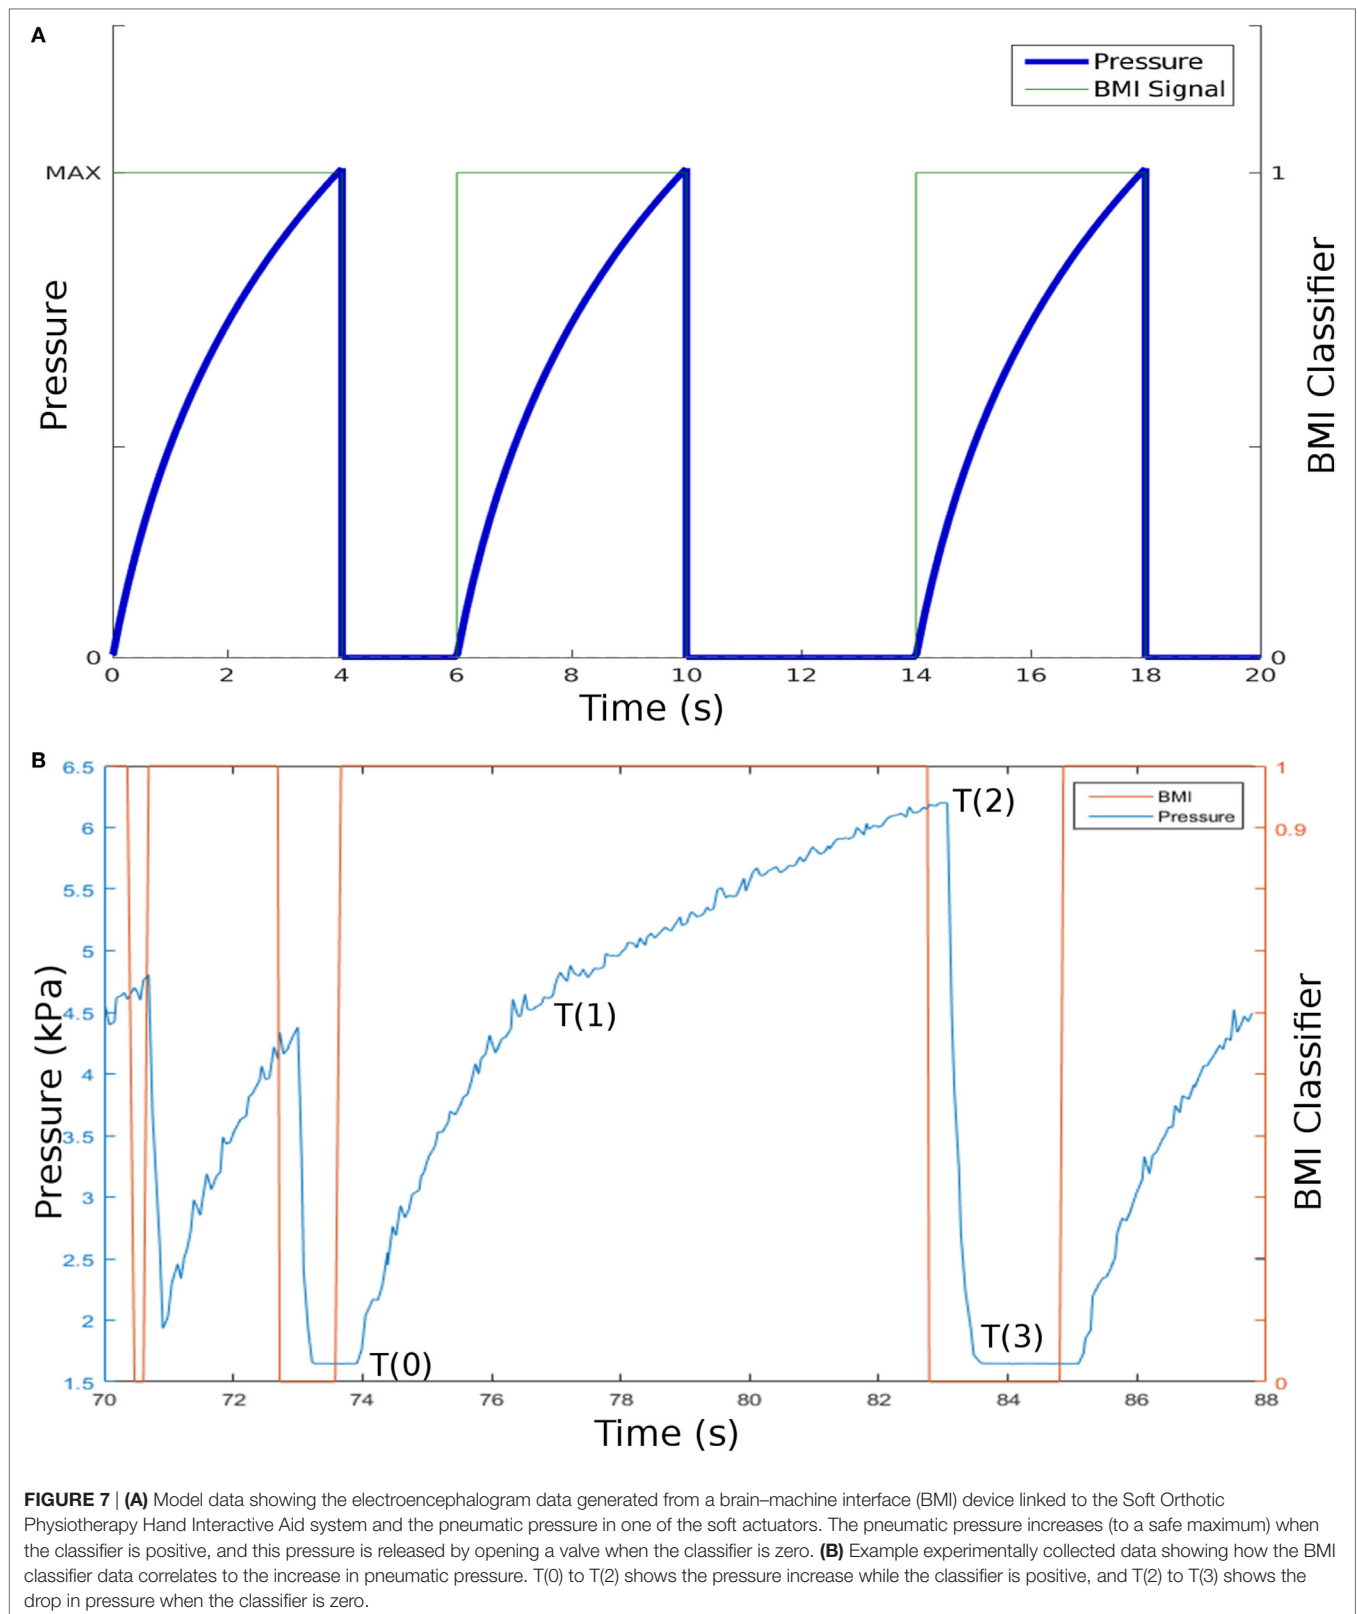 A
Pressure
BMI Signal
MAX
1
Pressure
BMI Classifier
0
0
0 2 4 6 8 10 12 14 16 18 20
Time (s)
B
6.5
1
BMI
Pressure
T(2)
6
0.9
5.5
5
T(1)
4.5
4
3.5
3
2.5
2
1.5
Pressure (kPa)
BMI Classifier
T(3)
T(0)
0
70 72 74 76 78 80 82 84 86 88
Time (s)
FIGURE 7 | (A) Model data showing the electroencephalogram data generated from a brain–machine interface (BMI) device linked to the Soft Orthotic
Physiotherapy Hand Interactive Aid system and the pneumatic pressure in one of the soft actuators. The pneumatic pressure increases (to a safe maximum) when
the classifier is positive, and this pressure is released by opening a valve when the classifier is zero. (B) Example experimentally collected data showing how the BMI
classifier data correlates to the increase in pneumatic pressure. T(0) to T(2) shows the pressure increase while the classifier is positive, and T(2) to T(3) shows the
drop in pressure when the classifier is zero.